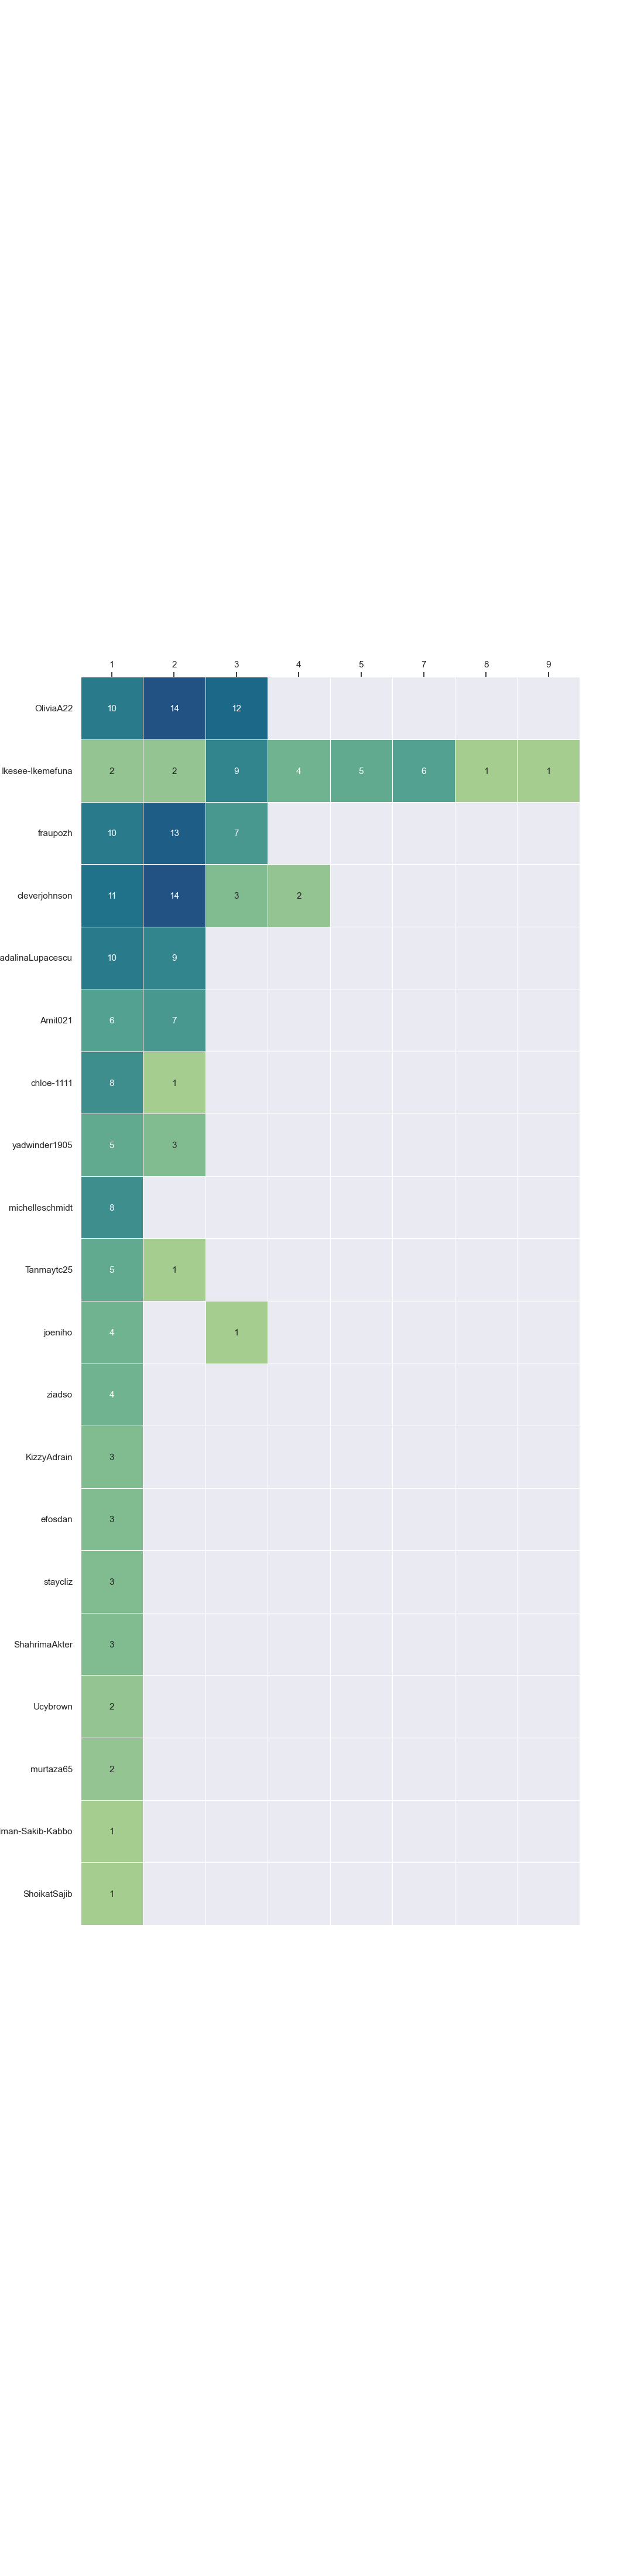 1 2 3 4 5 7 8 9
OliviaA22 10 14 12
Ikesee-Ikemefuna 2 2 9 4 5 6 1 1
fraupozh 10 13 7
cleverjohnson 11 14 3 2
adalinaLupacescu 10 9
Amit021 6 7
chloe-1111 8 1
yadwinder1905 5 3
michelleschmidt 8
Tanmaytc25 5 1
joeniho 4 1
ziadso 4
KizzyAdrain 3
efosdan 3
staycliz 3
ShahrimaAkter 3
Ucybrown 2
murtaza65 2
man-Sakib-Kabbo 1
ShoikatSajib 1